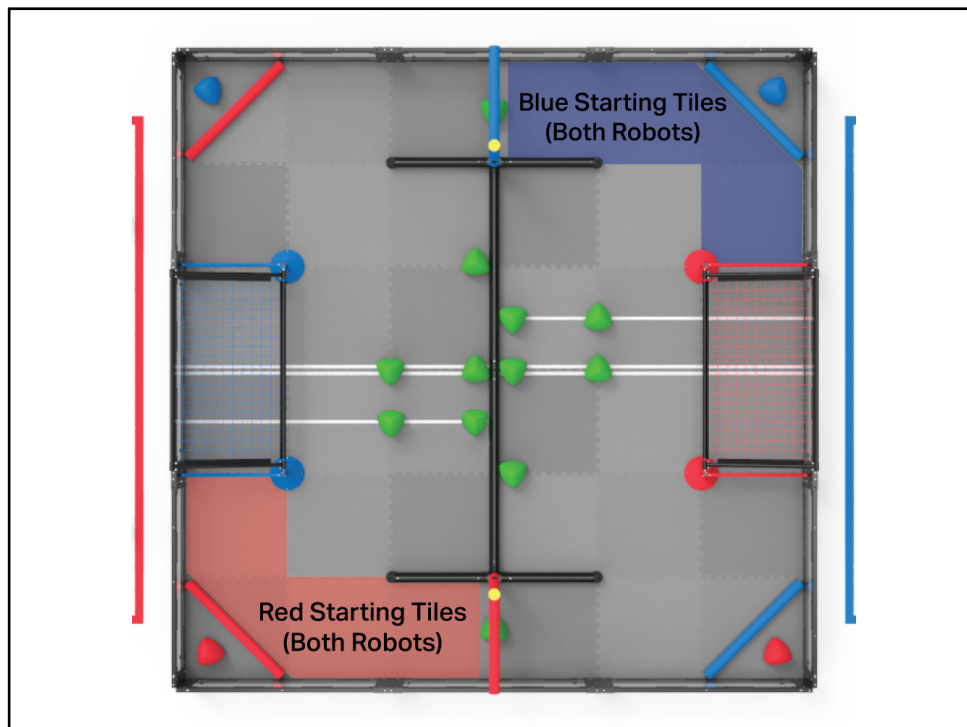 Blue Starting Tiles
(Both Robots)
Red Starting Tiles
(Both Robots)